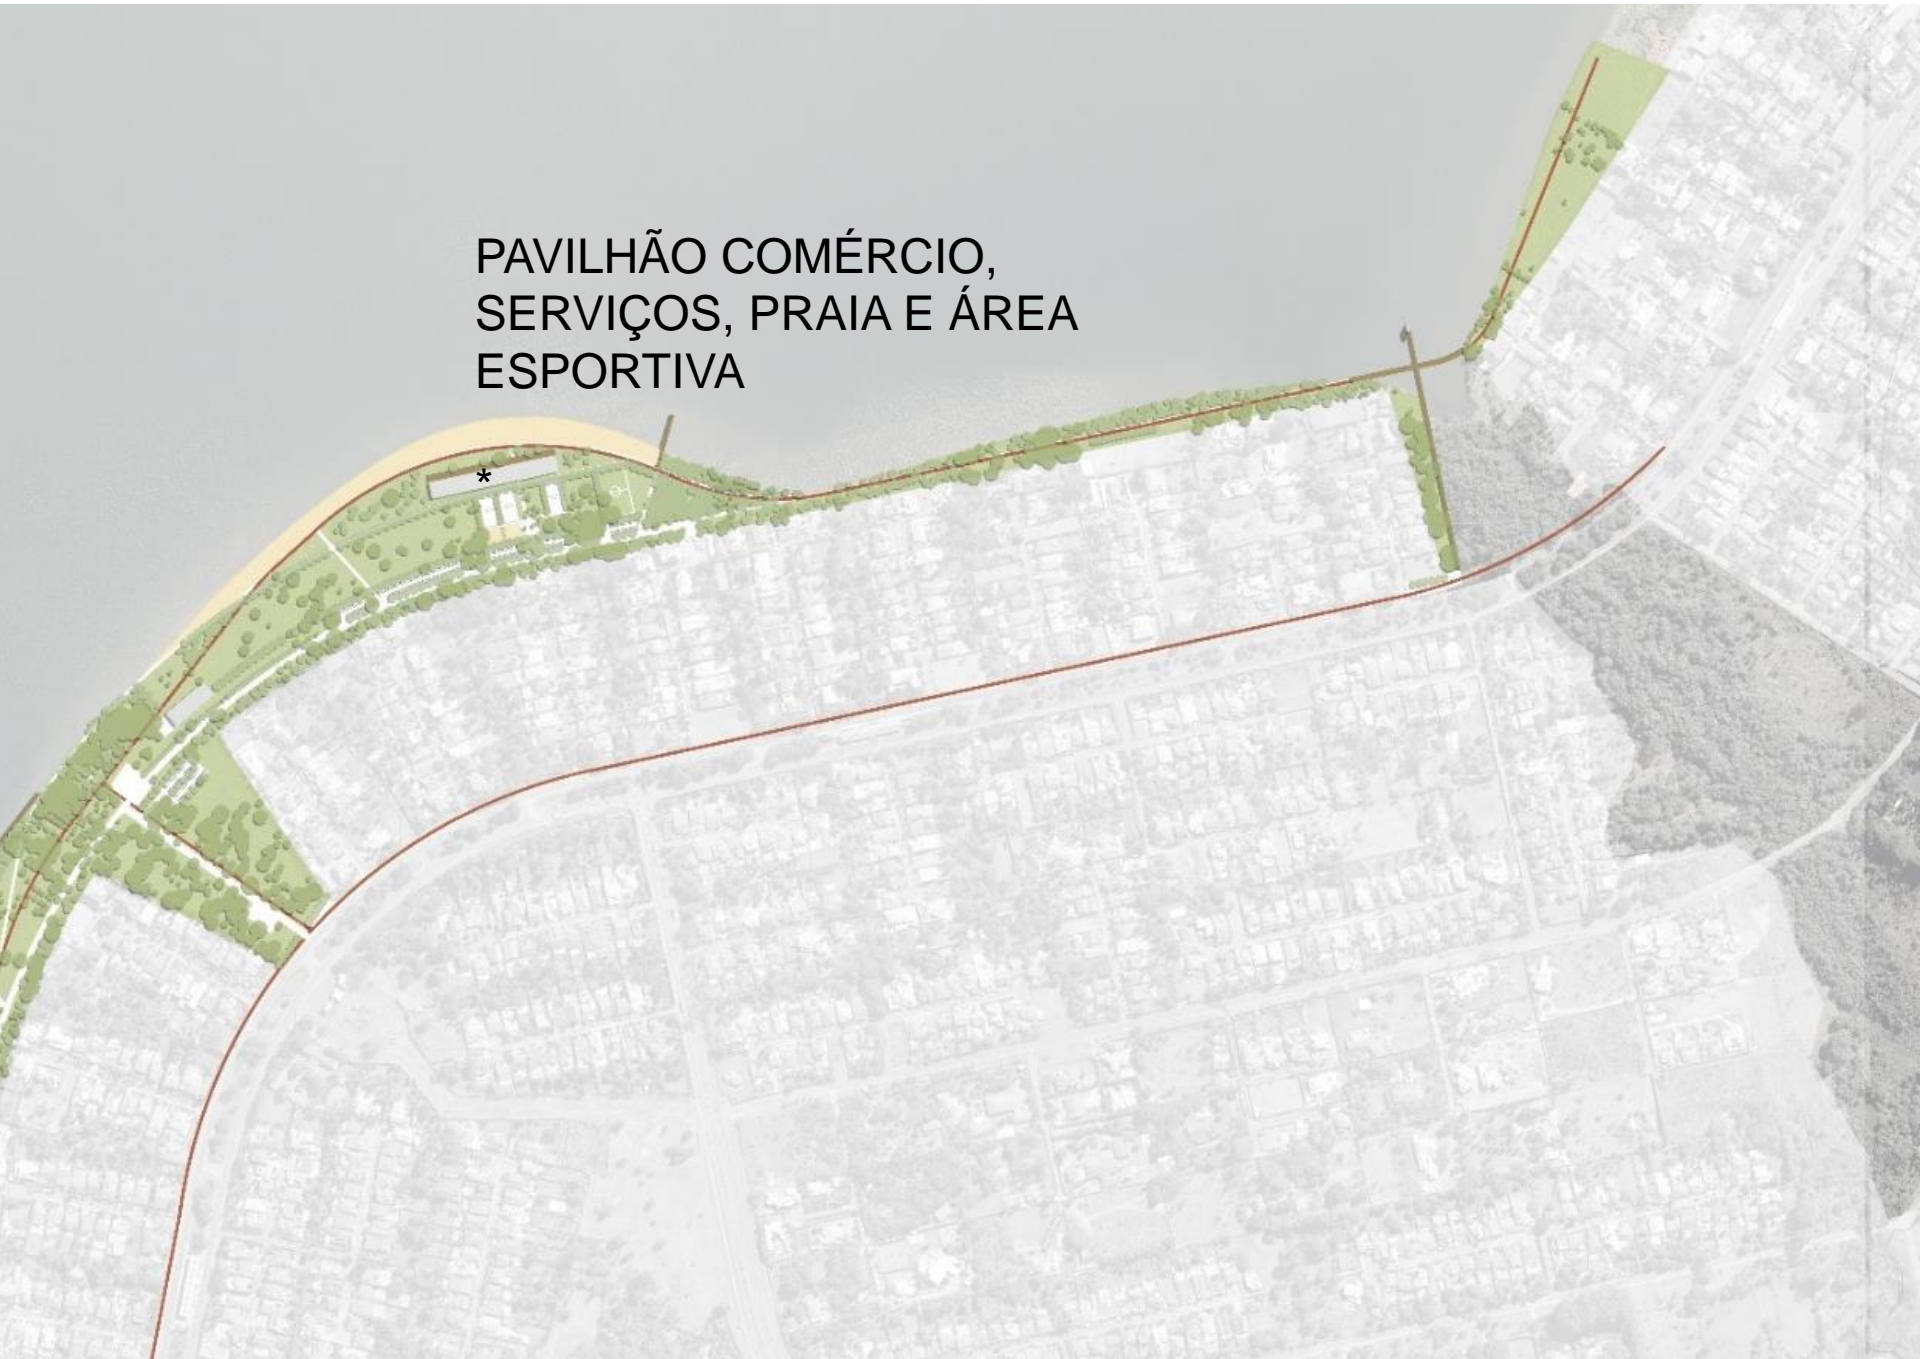 PAVILHÃO COMÉRCIO,
SERVIÇOS, PRAIA E ÁREA
ESPORTIVA
*